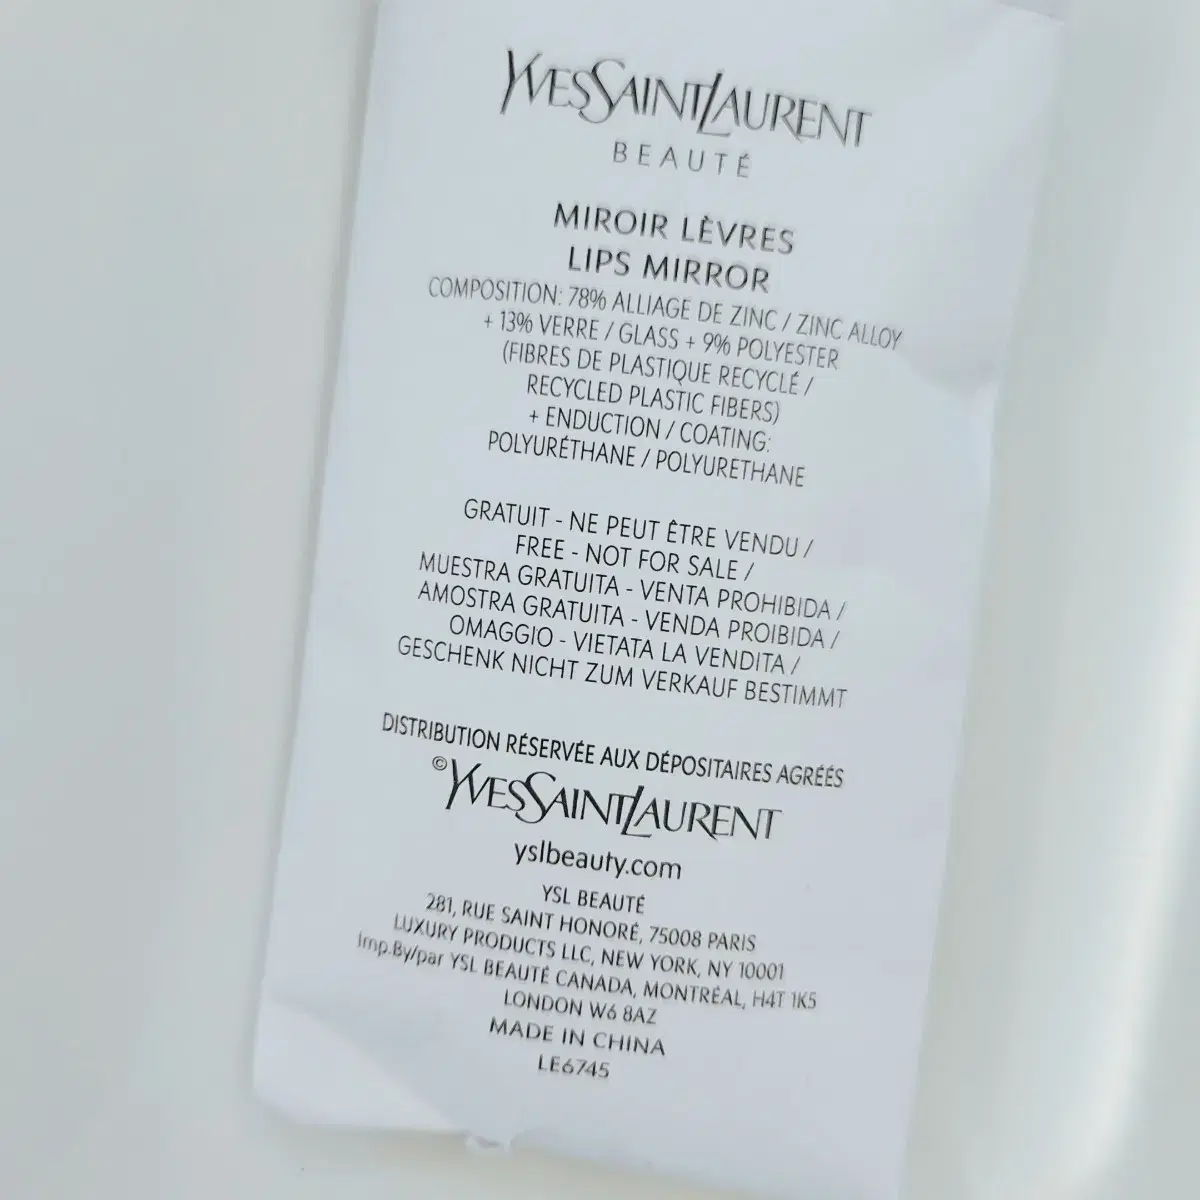 YVESSAINTLAURENT
BEAUTÉ
MIROIR LÈVRES
LIPS MIRROR
COMPOSITION: 78% ALLIAGE DE ZINC / ZINC ALLOY
+ 13% VERRE / GLASS + 9% POLYESTER
(FIBRES DE PLASTIQUE RECYCLÉ /
RECYCLED PLASTIC FIBERS)
+ ENDUCTION / COATING:
POLYURÉTHANE / POLYURETHANE
GRATUIT - NE PEUT ÊTRE VENDU /
FREE - NOT FOR SALE /
MUESTRA GRATUITA - VENTA PROHIBIDA /
AMOSTRA GRATUITA - VENDA PROIBIDA /
OMAGGIO - VIETATA LA VENDITA /
GESCHENK NICHT ZUM VERKAUF BESTIMMT
DISTRIBUTION RÉSERVÉE AUX DÉPOSITAIRES AGRÉÉS
©YVESSAINTLAURENT
yslbeauty.com
YSL BEAUTÉ
281, RUE SAINT HONORÉ, 75008 PARIS
LUXURY PRODUCTS LLC, NEW YORK, NY 10001
Imp.By/par YSL BEAUTÉ CANADA, MONTRÉAL, H4T 1K5
LONDON W6 8AZ
MADE IN CHINA
LE6745